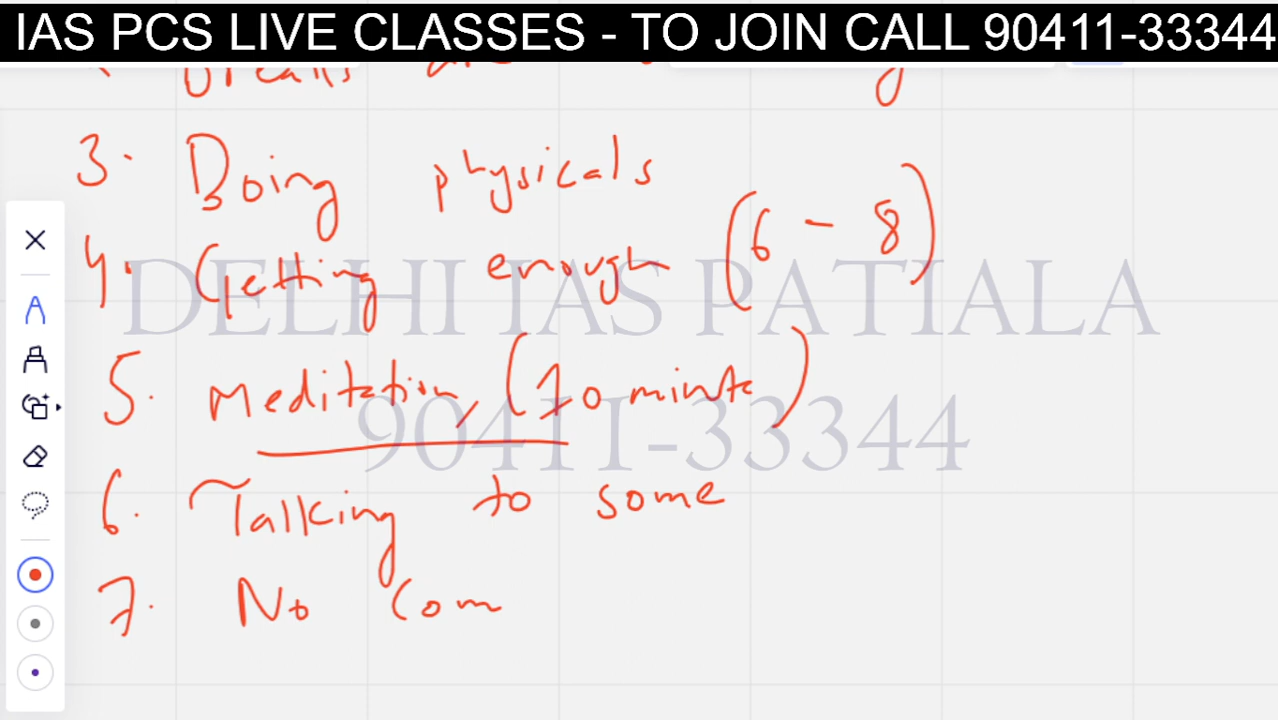 IAS PCS LIVE CLASSES - TO JOIN CALL 90411-33344
3. Doing physicals
4. Getting enough (6 - 8)
DELHI IAS PATIALA
5. Meditation, (10 minute)
90411-33344
6. Talking to some
7. No Com